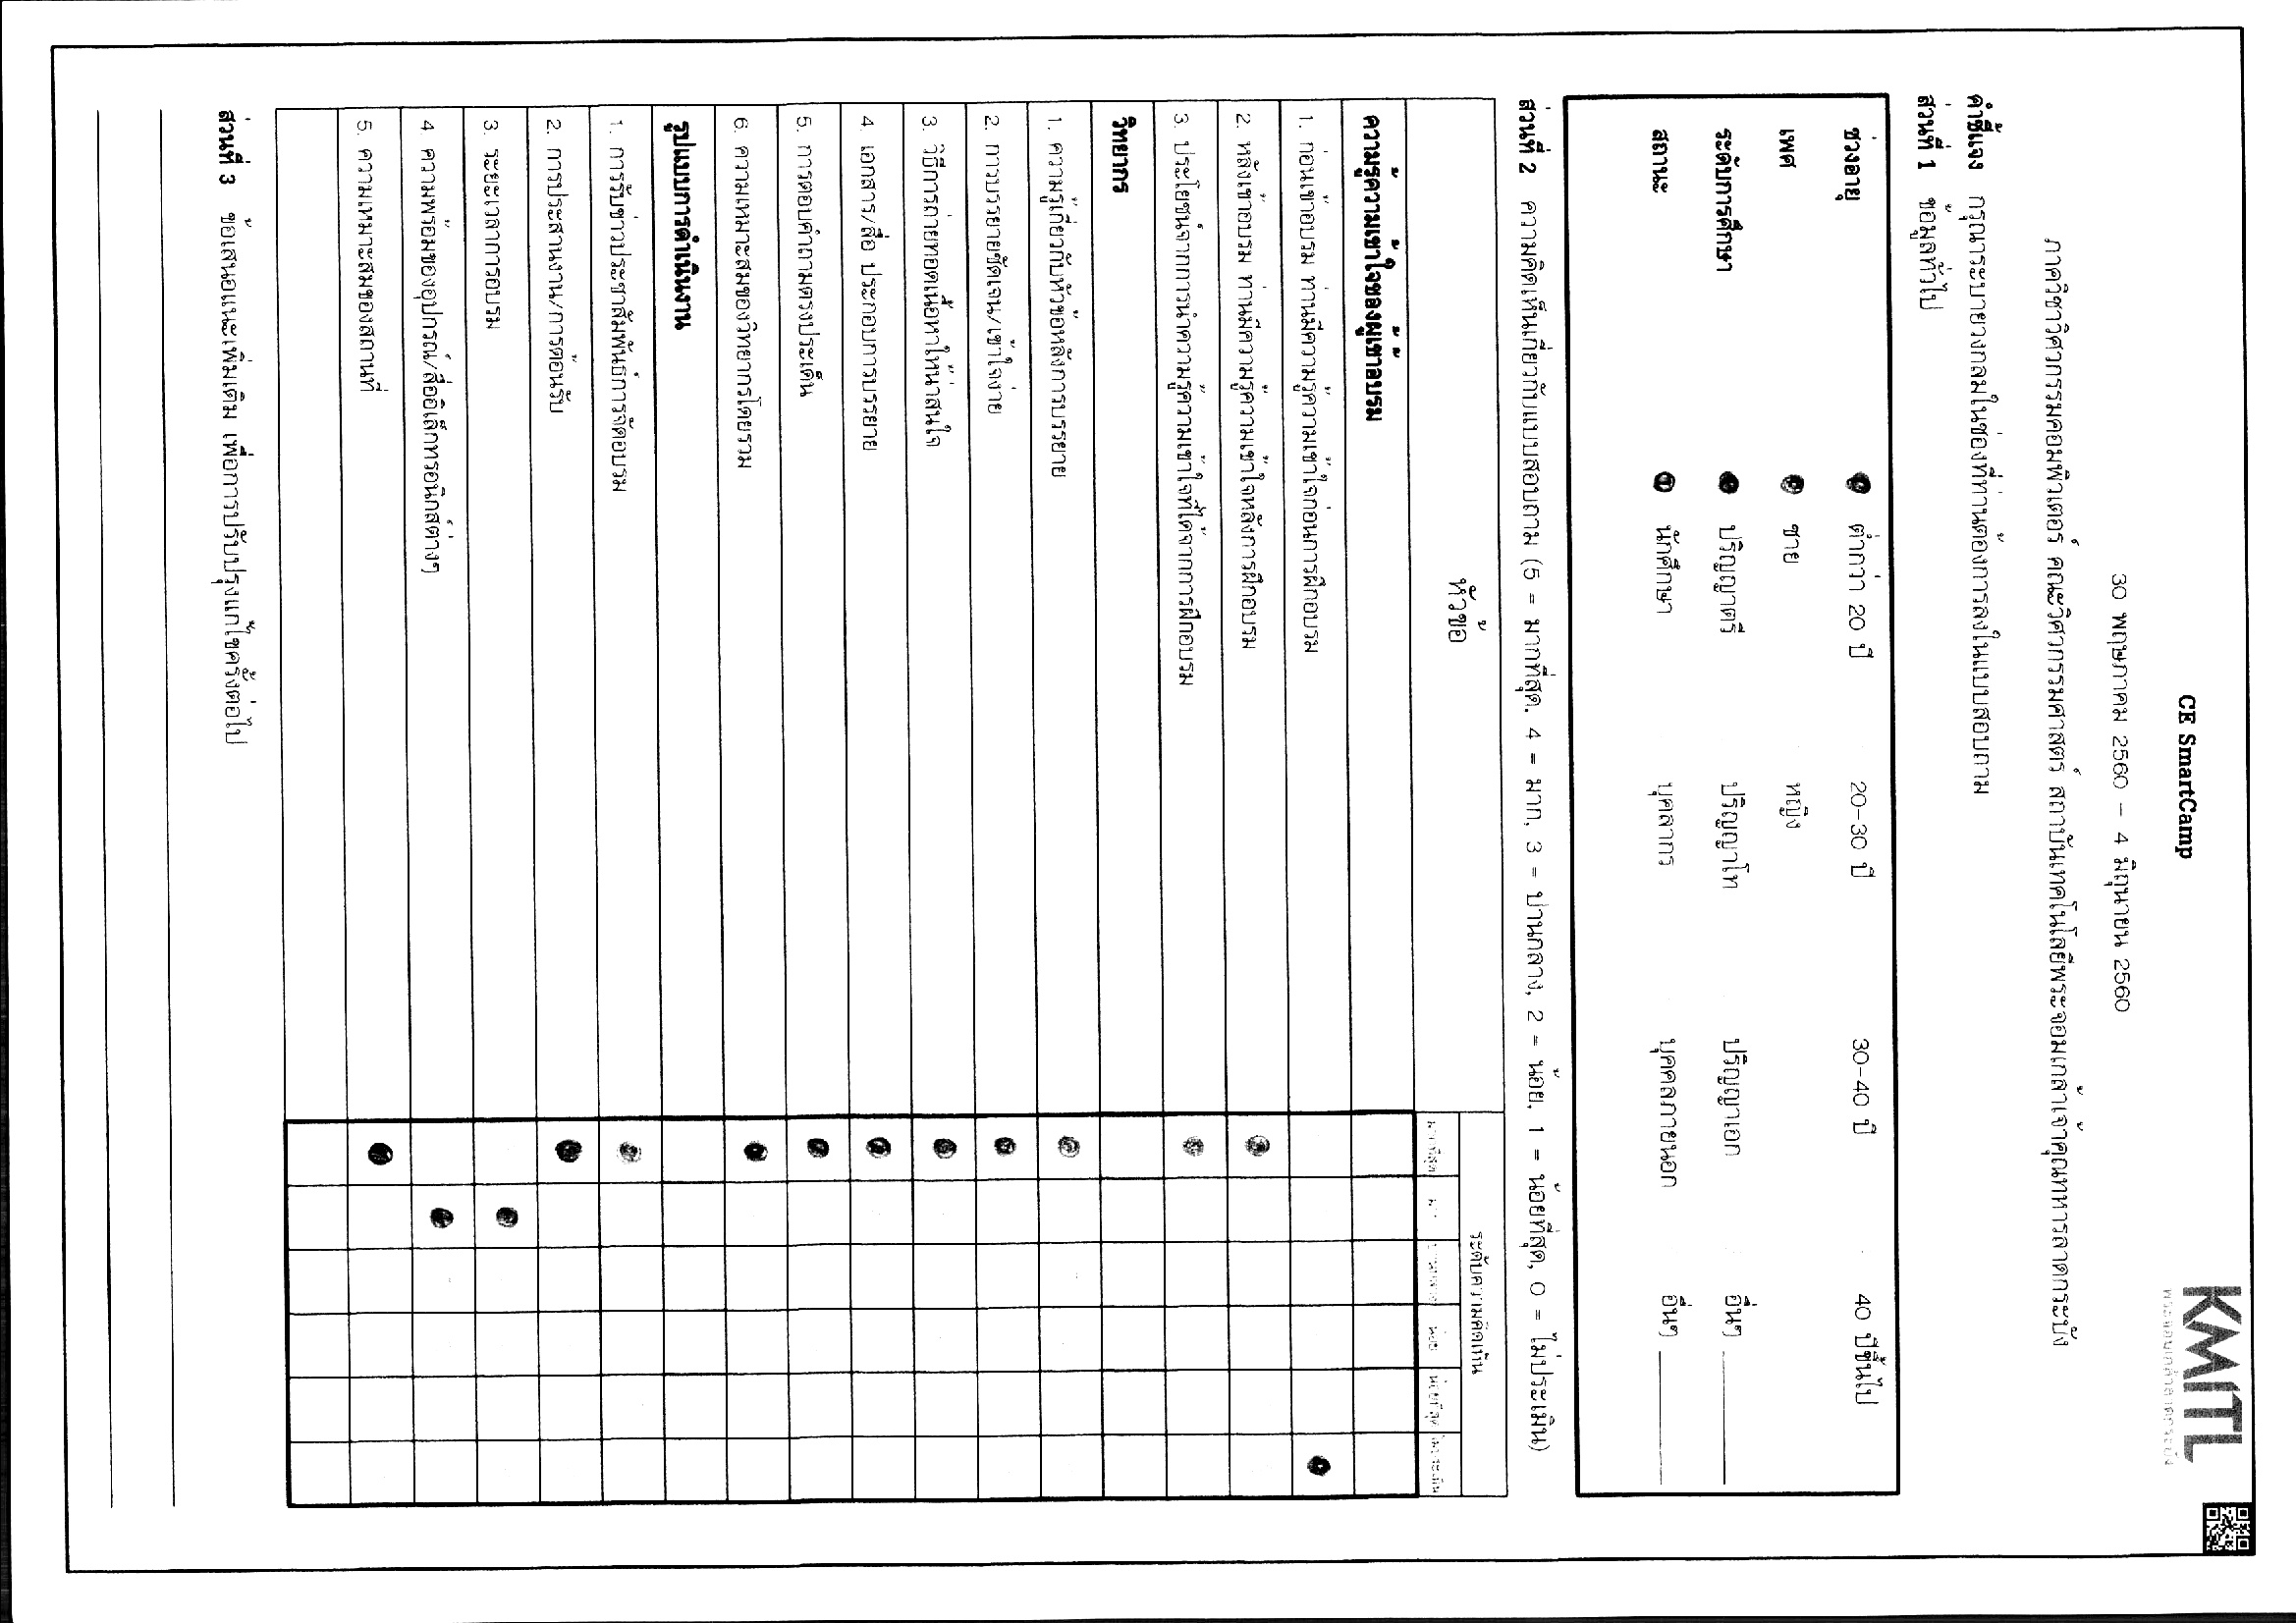 KMITL
พระจอมเกล้าลาดกระบัง
CE SmartCamp
30 พฤษภาคม 2560 - 4 มิถุนายน 2560
ภาควิชาวิศวกรรมคอมพิวเตอร์ คณะวิศวกรรมศาสตร์ สถาบันเทคโนโลยีพระจอมเกล้าเจ้าคุณทหารลาดกระบัง
คำชี้แจง กรุณาระบายวงกลมในช่องที่ท่านต้องการลงในแบบสอบถาม
ส่วนที่ 1 ข้อมูลทั่วไป
ช่วงอายุ ต่ำกว่า 20 ปี 20-30 ปี 30-40 ปี 40 ปีขึ้นไป
เพศ ชาย หญิง
ระดับการศึกษา ปริญญาตรี ปริญญาโท ปริญญาเอก อื่นๆ
สถานะ นักศึกษา บุคลากร บุคคลภายนอก อื่นๆ
ส่วนที่ 2 ความคิดเห็นเกี่ยวกับแบบสอบถาม (5 = มากที่สุด, 4 = มาก, 3 = ปานกลาง, 2 = น้อย, 1 = น้อยที่สุด, 0 = ไม่ประเมิน)
หัวข้อ ระดับความคิดเห็น
มากที่สุด มาก ปานกลาง น้อย น้อยที่สุด ไม่ประเมิน
ความรู้ความเข้าใจของผู้เข้าอบรม
1. ก่อนเข้าอบรม ท่านมีความรู้ความเข้าใจก่อนการฝึกอบรม
2. หลังเข้าอบรม ท่านมีความรู้ความเข้าใจหลังการฝึกอบรม
3. ประโยชน์จากการนำความรู้ความเข้าใจที่ได้จากการฝึกอบรม
วิทยากร
1. ความรู้เกี่ยวกับหัวข้อหลังการบรรยาย
2. การบรรยายชัดเจน/เข้าใจง่าย
3. วิธีการถ่ายทอดเนื้อหาให้น่าสนใจ
4. เอกสาร/สื่อ ประกอบการบรรยาย
5. การตอบคำถามตรงประเด็น
6. ความเหมาะสมของวิทยากรโดยรวม
รูปแบบการดำเนินงาน
1. การรับข่าวประชาสัมพันธ์การจัดอบรม
2. การประสานงาน/การต้อนรับ
3. ระยะเวลาการอบรม
4. ความพร้อมของอุปกรณ์/สื่ออิเล็กทรอนิกส์ต่างๆ
5. ความเหมาะสมของสถานที่
ส่วนที่ 3 ข้อเสนอแนะเพิ่มเติม เพื่อการปรับปรุงแก้ไขครั้งต่อไป